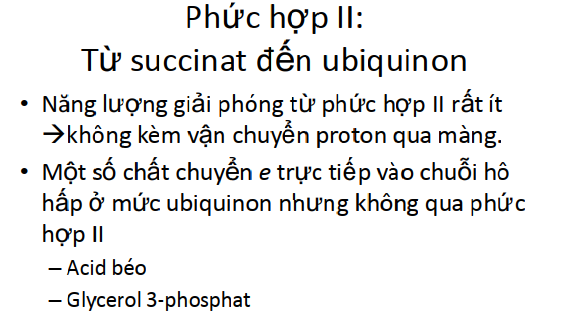 Phức hợp II:
Từ succinat đến ubiquinon
• Năng lượng giải phóng từ phức hợp II rất ít
→không kèm vận chuyển proton qua màng.
• Một số chất chuyển e trực tiếp vào chuỗi hô
hấp ở mức ubiquinon nhưng không qua phức
hợp II
– Acid béo
– Glycerol 3-phosphat